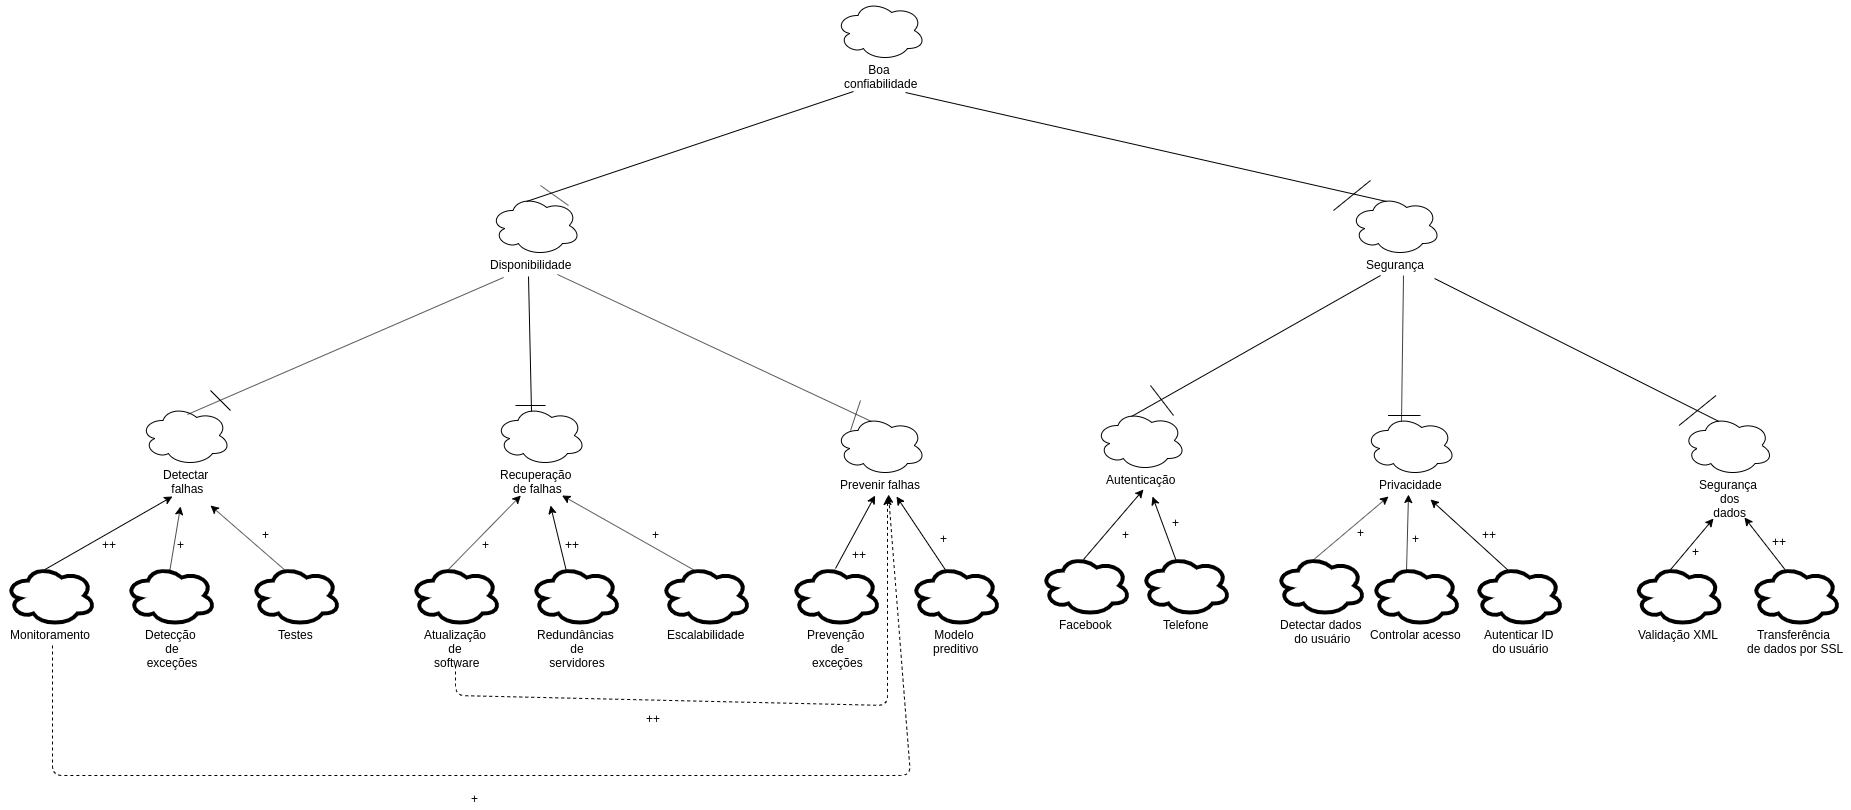 Boa
confiabilidade
Disponibilidade
Segurança
Detectar
falhas
Recuperação
de falhas
Prevenir falhas
Autenticação
Privacidade
Segurança
dos
dados
++
+
+
+
++
+
++
+
+
+
+
+
++
+
++
Monitoramento
Detecção
de
exceções
Testes
Atualização
de
software
Redundâncias
de
servidores
Escalabilidade
Prevenção
de
exceções
Modelo
preditivo
Facebook
Telefone
Detectar dados
do usuário
Controlar acesso
Autenticar ID
do usuário
Validação XML
Transferência
de dados por SSL
++
+